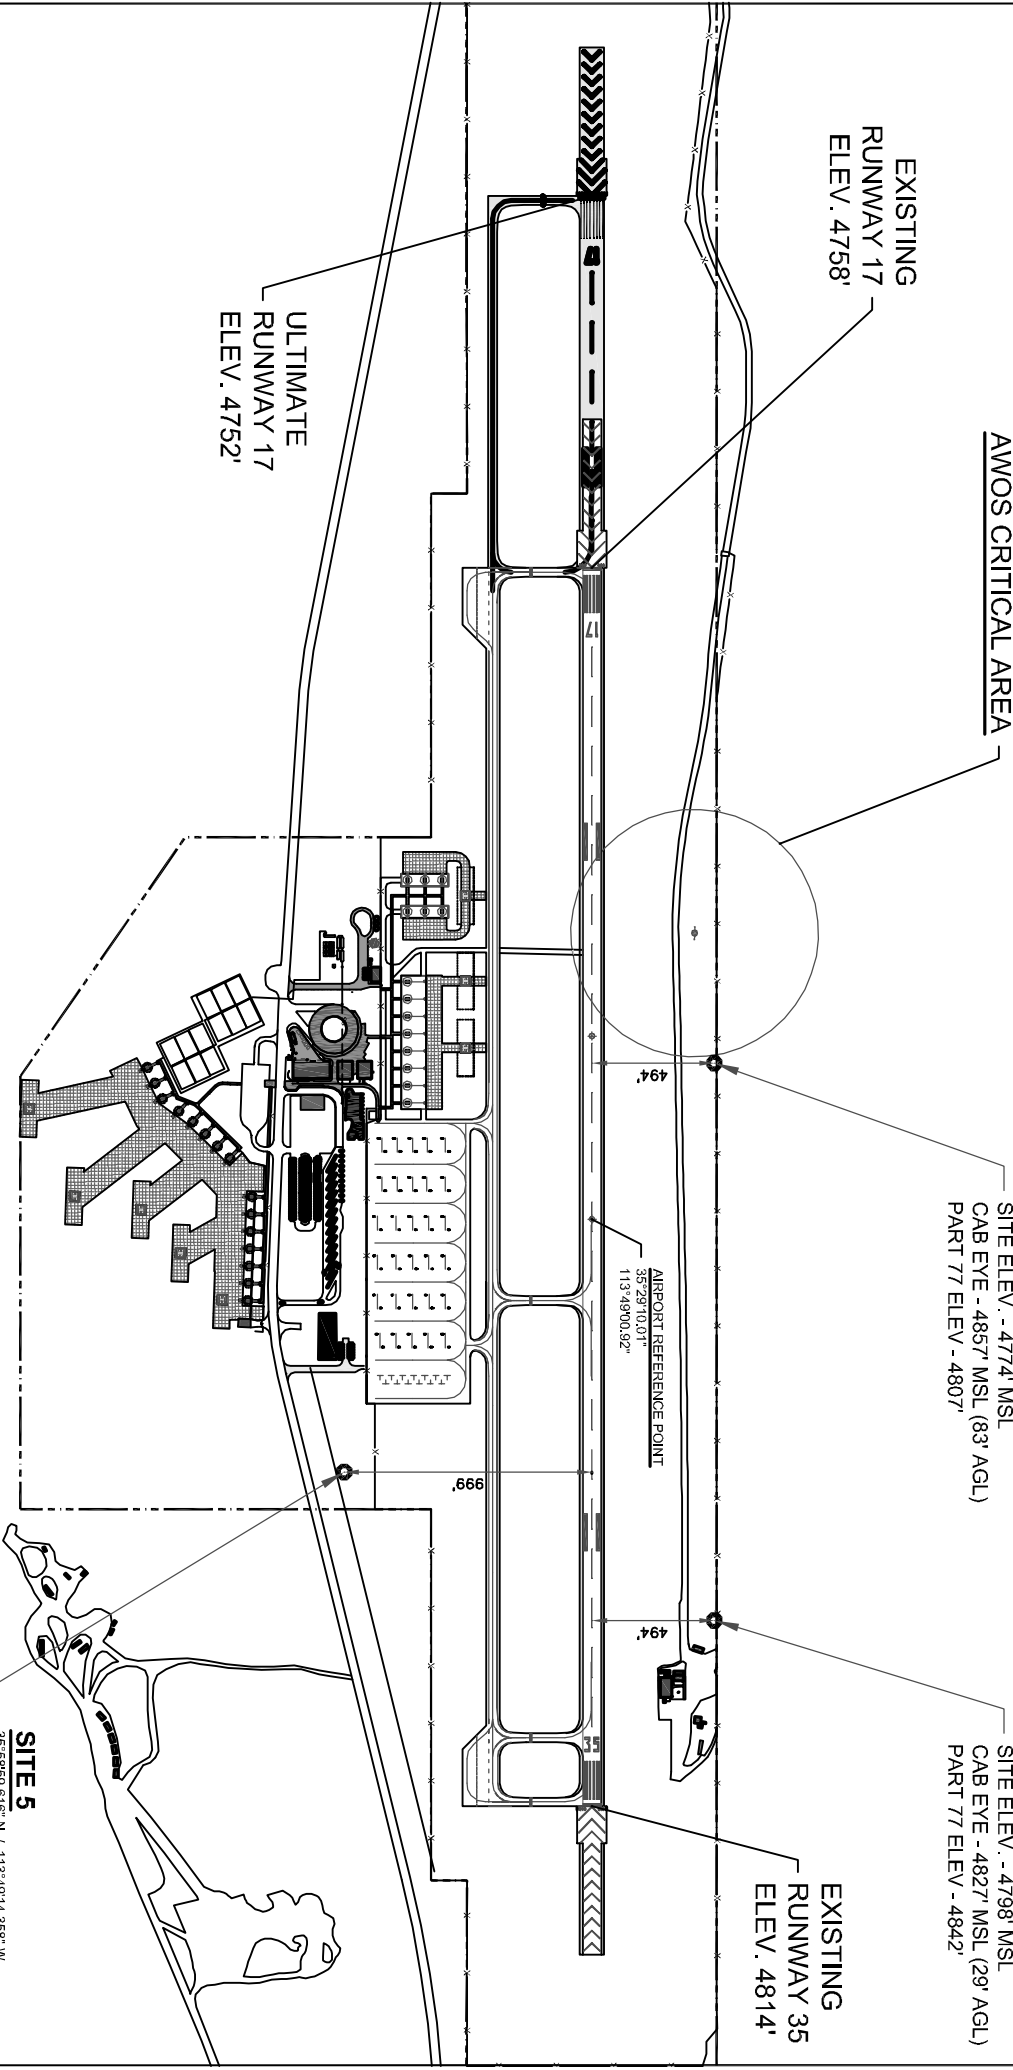 EXISTING
RUNWAY 17
ELEV. 4758'
ULTIMATE
RUNWAY 17
ELEV. 4752'
AWOS CRITICAL AREA
SITE ELEV. - 4774' MSL
CAB EYE - 4857' MSL (83' AGL)
PART 77 ELEV - 4807'
SITE ELEV. - 4798' MSL
CAB EYE - 4827' MSL (29' AGL)
PART 77 ELEV - 4842'
494'
494'
AIRPORT REFERENCE POINT
35°29'10.01"
113°49'00.92"
999'
17
17
35
EXISTING
RUNWAY 35
ELEV. 4814'
SITE 5